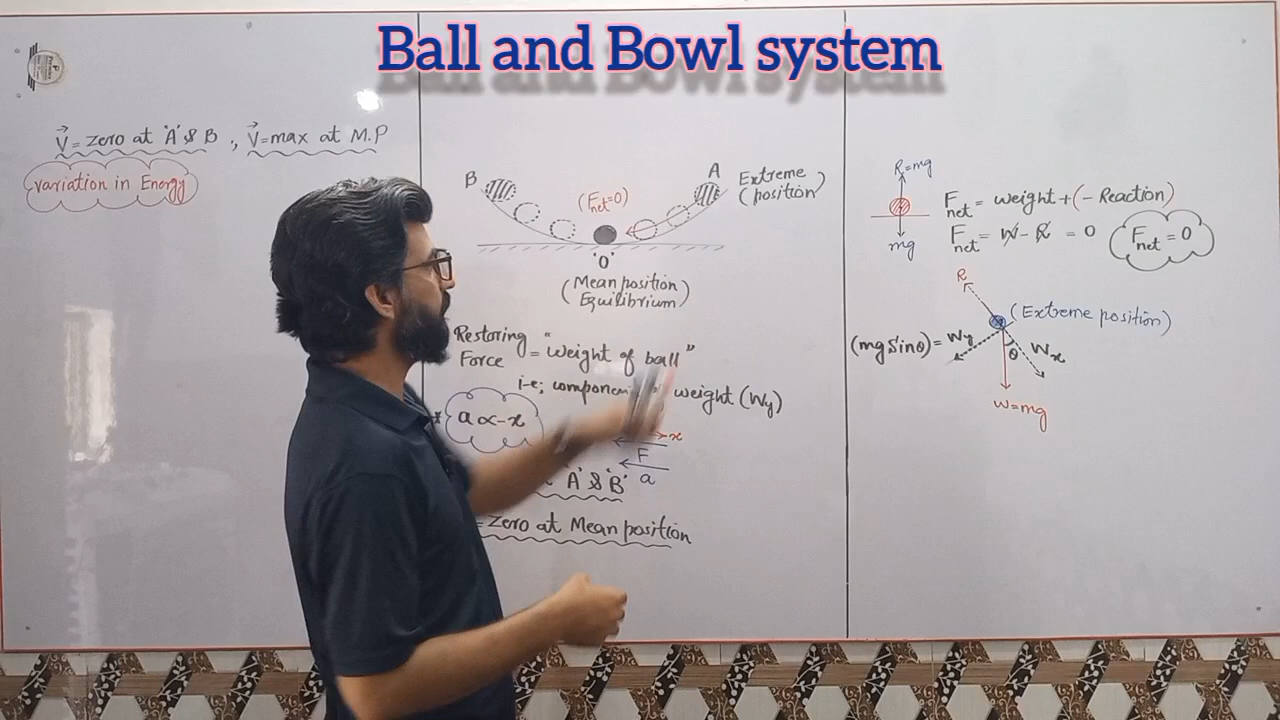 Ball and Bowl system
V = Zero at 'A' & B , V = max at M.P
variation in Energy
B
A
Extreme
(position)
(Fnet=0)
'O'
(Mean position
Equilibrium)
Restoring
Force = "Weight of ball"
i-e; component weight (Wy)
* a ∝ - x
x
F
a
'A' & 'B'
= Zero at Mean position
R=mg
mg
Fnet = weight + (- Reaction)
Fnet = W - R = 0
Fnet = 0
R
(Extreme position)
(mg Sinθ) = Wy
θ
Wx
W=mg